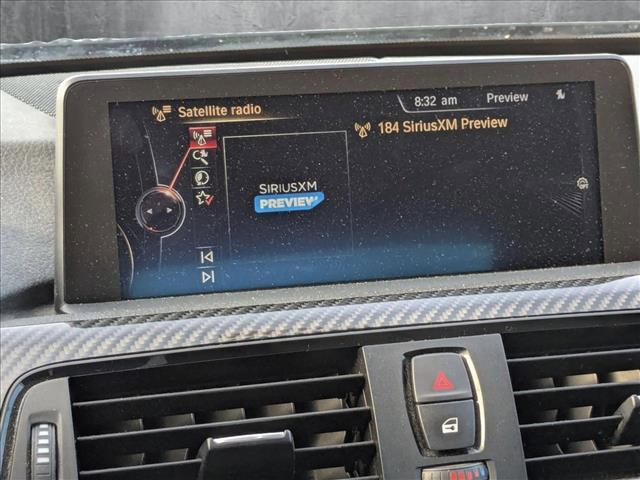 8:32 am Preview
Satellite radio
184 SiriusXM Preview
SIRIUSXM
PREVIEW